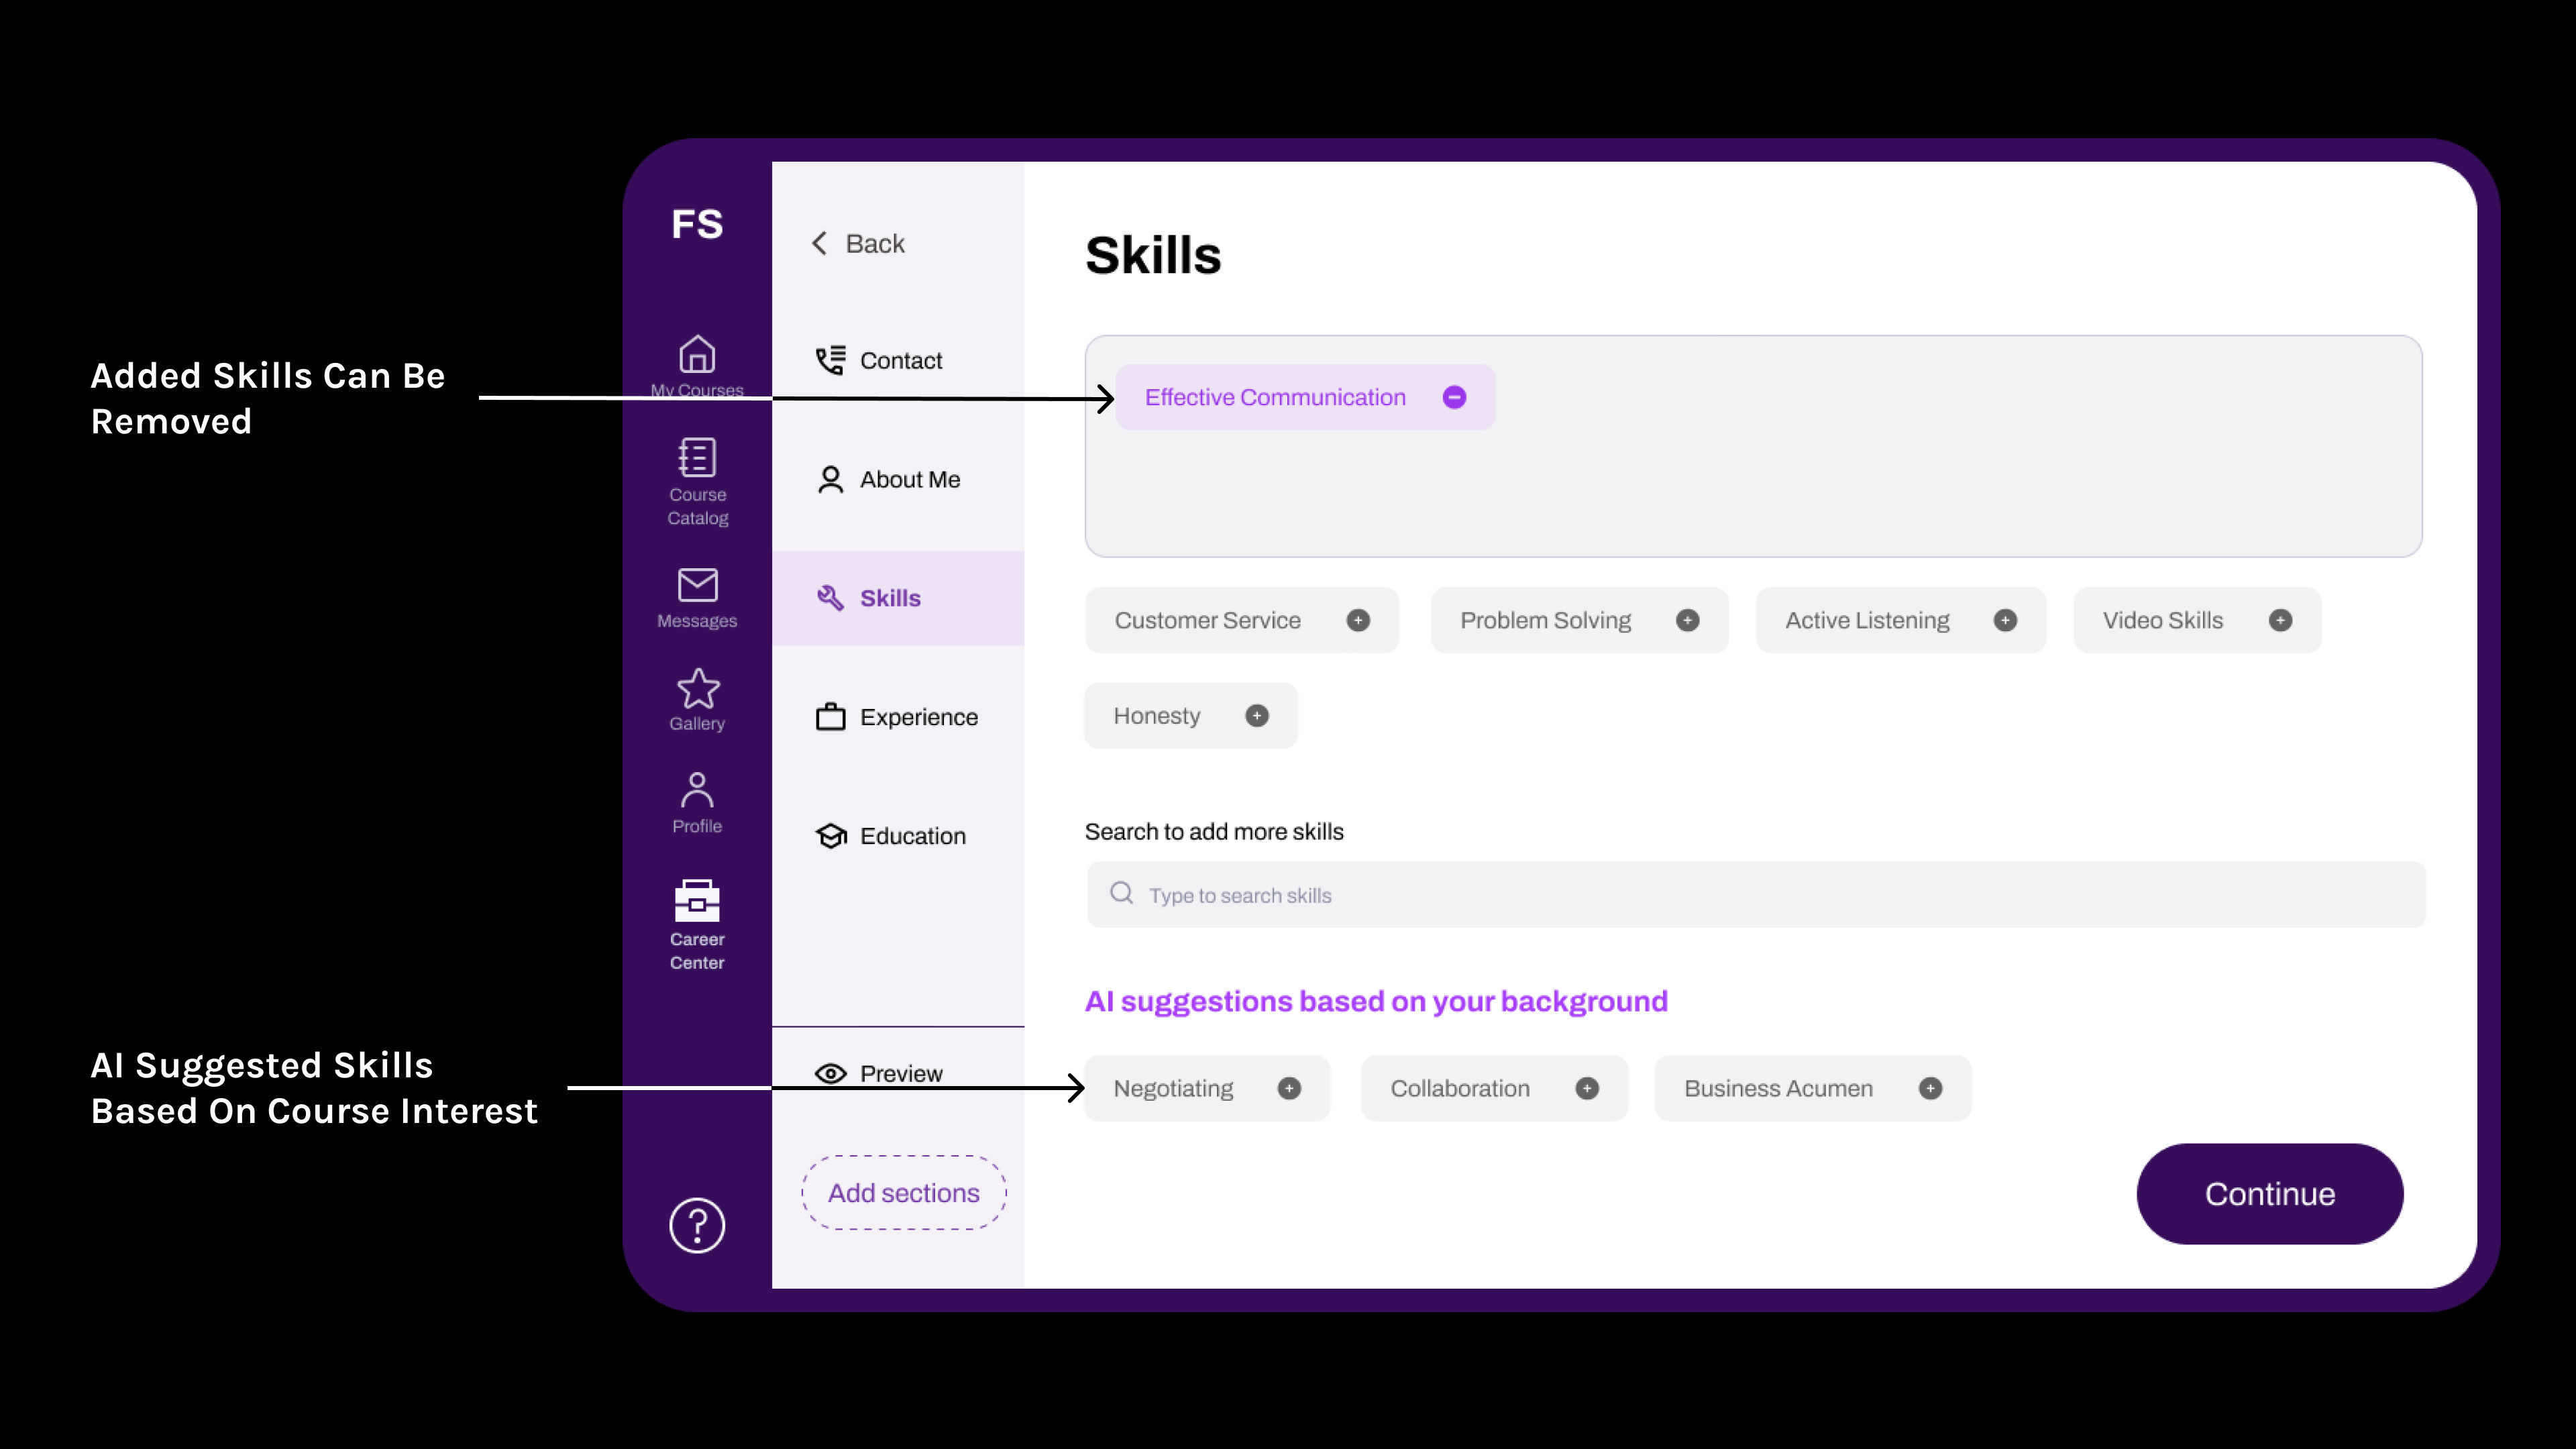 Added Skills Can Be
Removed
AI Suggested Skills
Based On Course Interest
FS
My Courses
Course
Catalog
Messages
Gallery
Profile
Career
Center
?
Back
Contact
About Me
Skills
Experience
Education
Preview
Add sections
Skills
Effective Communication
Customer Service
Problem Solving
Active Listening
Video Skills
Honesty
Search to add more skills
Type to search skills
AI suggestions based on your background
Negotiating
Collaboration
Business Acumen
Continue